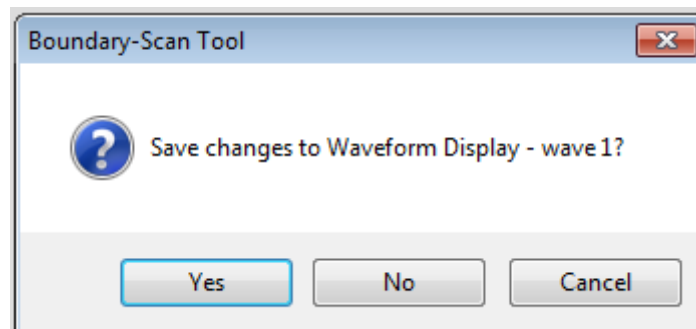 Boundary-Scan Tool
Save changes to Waveform Display - wave 1?
Yes No Cancel